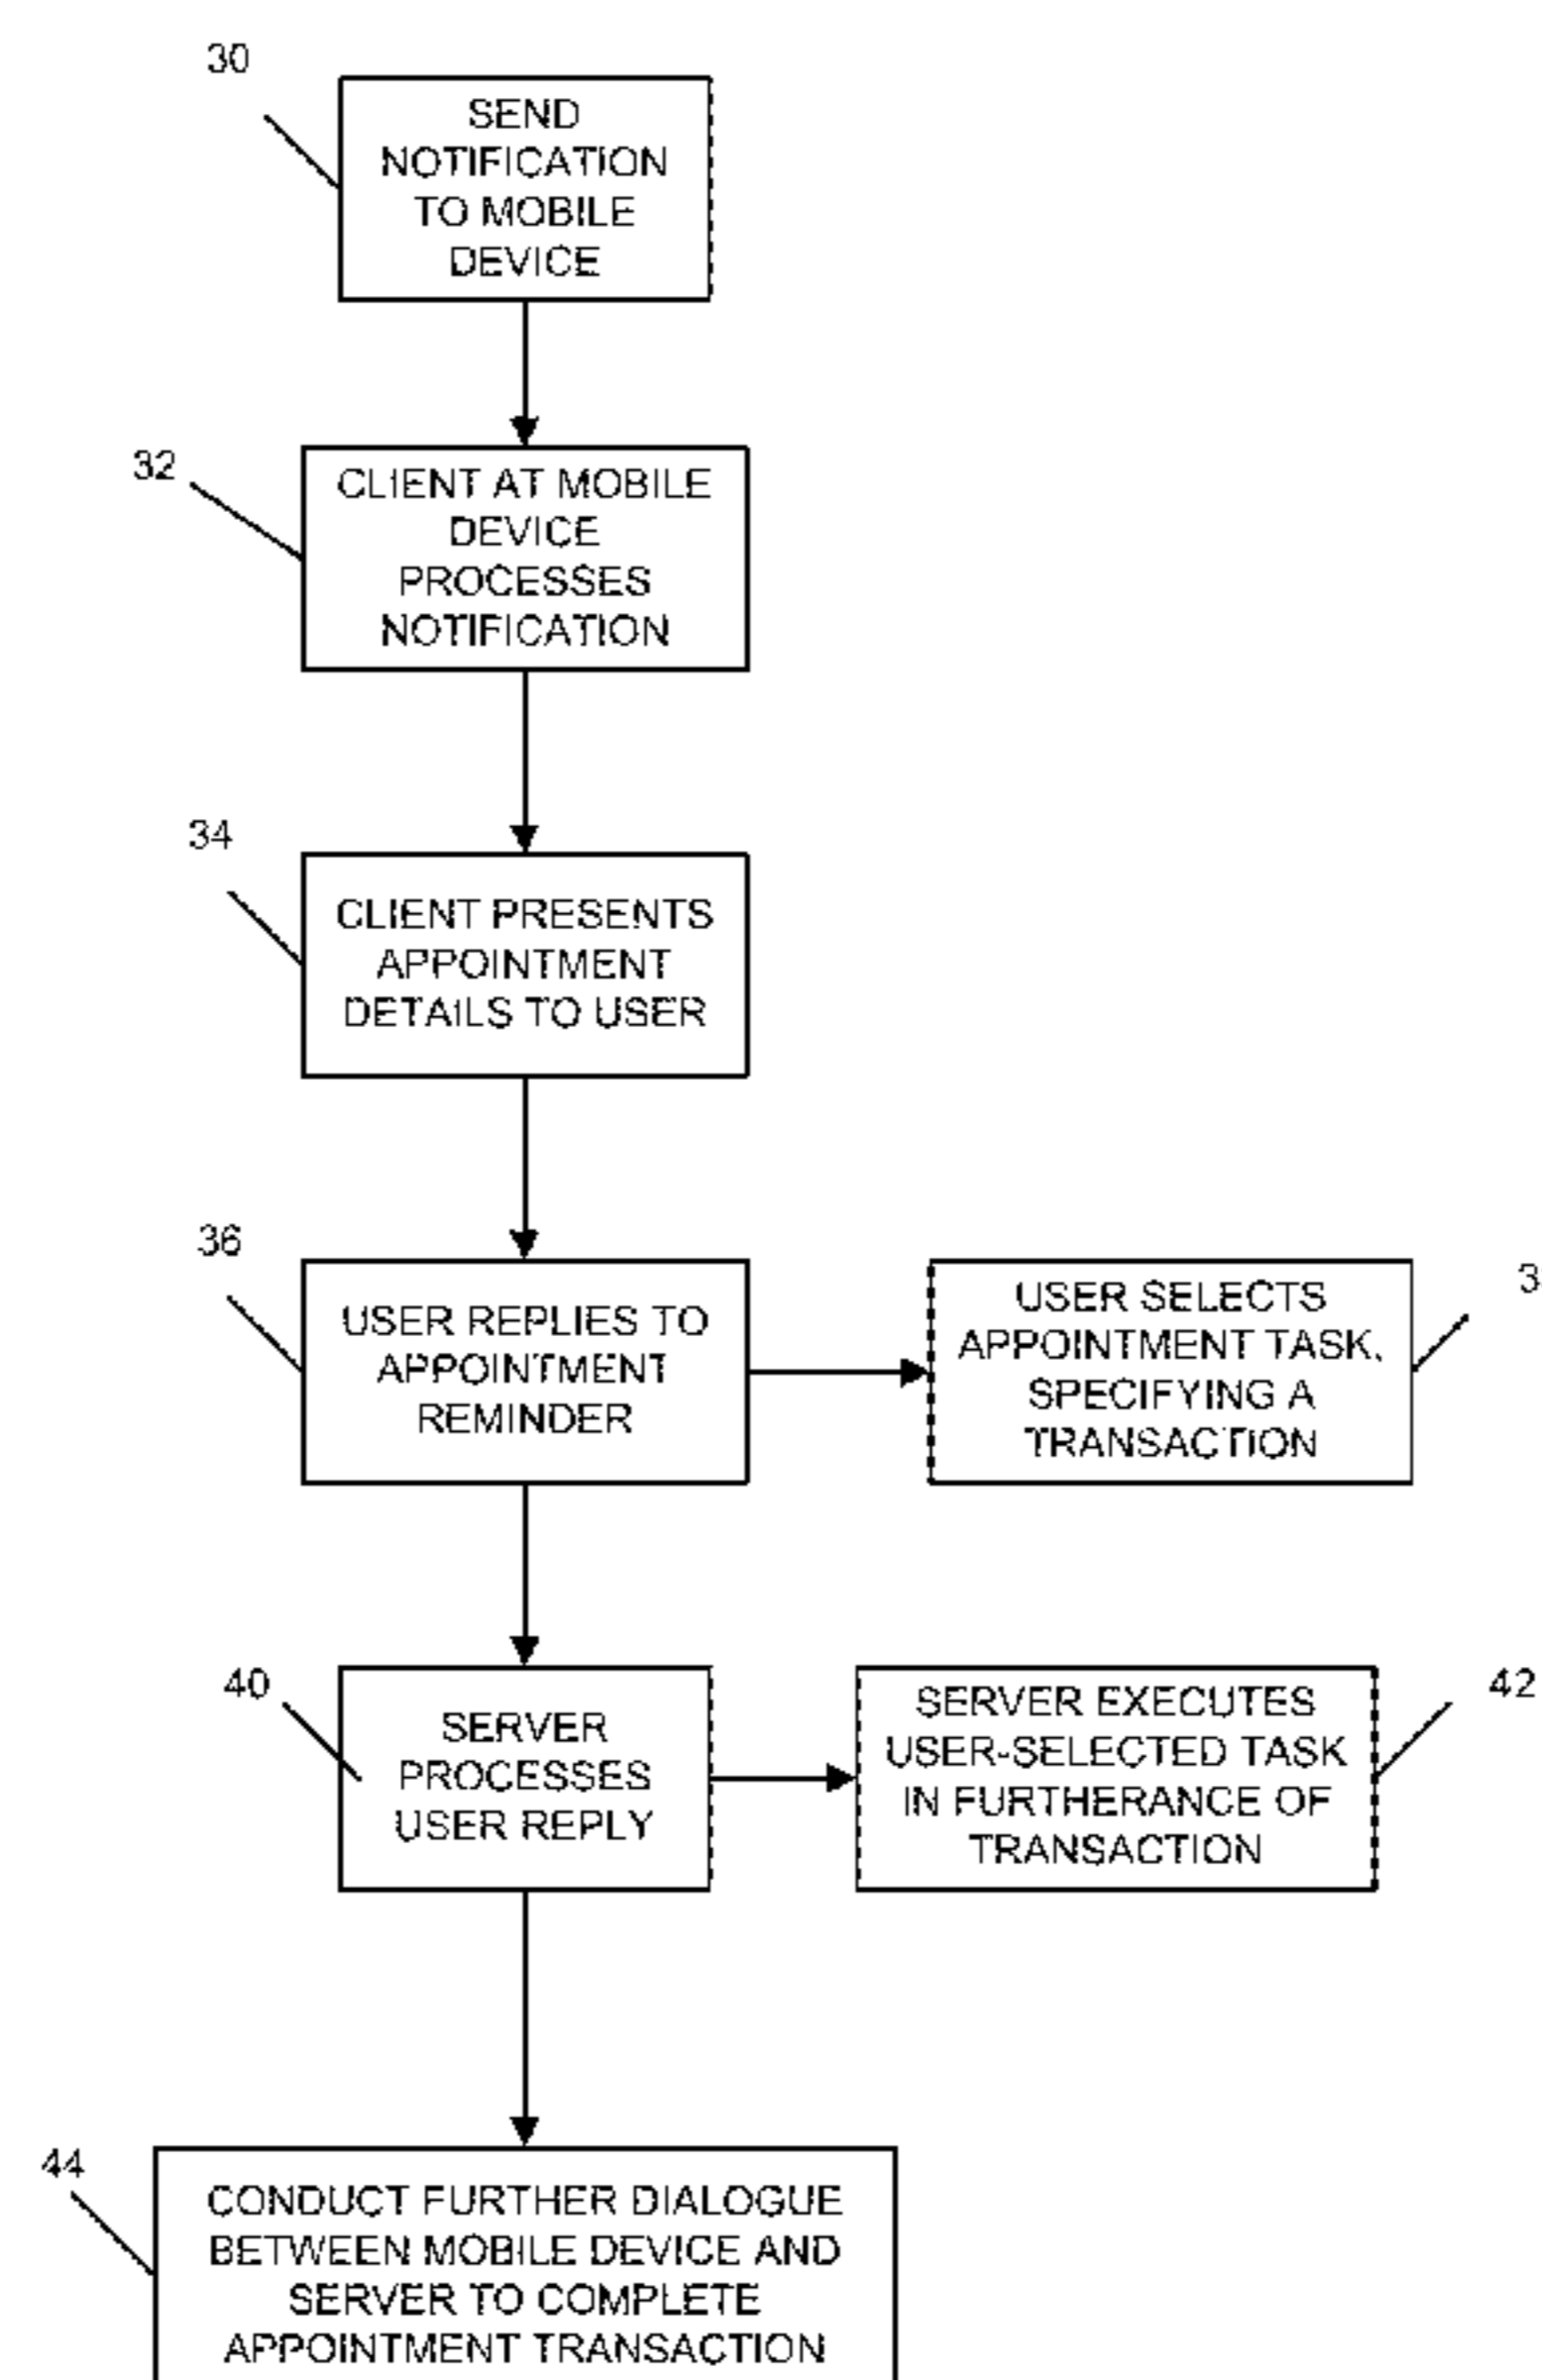 30
SEND
NOTIFICATION
TO MOBILE
DEVICE
32
CLIENT AT MOBILE
DEVICE
PROCESSES
NOTIFICATION
34
CLIENT PRESENTS
APPOINTMENT
DETAILS TO USER
36
USER REPLIES TO
APPOINTMENT
REMINDER
USER SELECTS
APPOINTMENT TASK,
SPECIFYING A
TRANSACTION
40
SERVER
PROCESSES
USER REPLY
SERVER EXECUTES
USER-SELECTED TASK
IN FURTHERANCE OF
TRANSACTION
42
44
CONDUCT FURTHER DIALOGUE
BETWEEN MOBILE DEVICE AND
SERVER TO COMPLETE
APPOINTMENT TRANSACTION